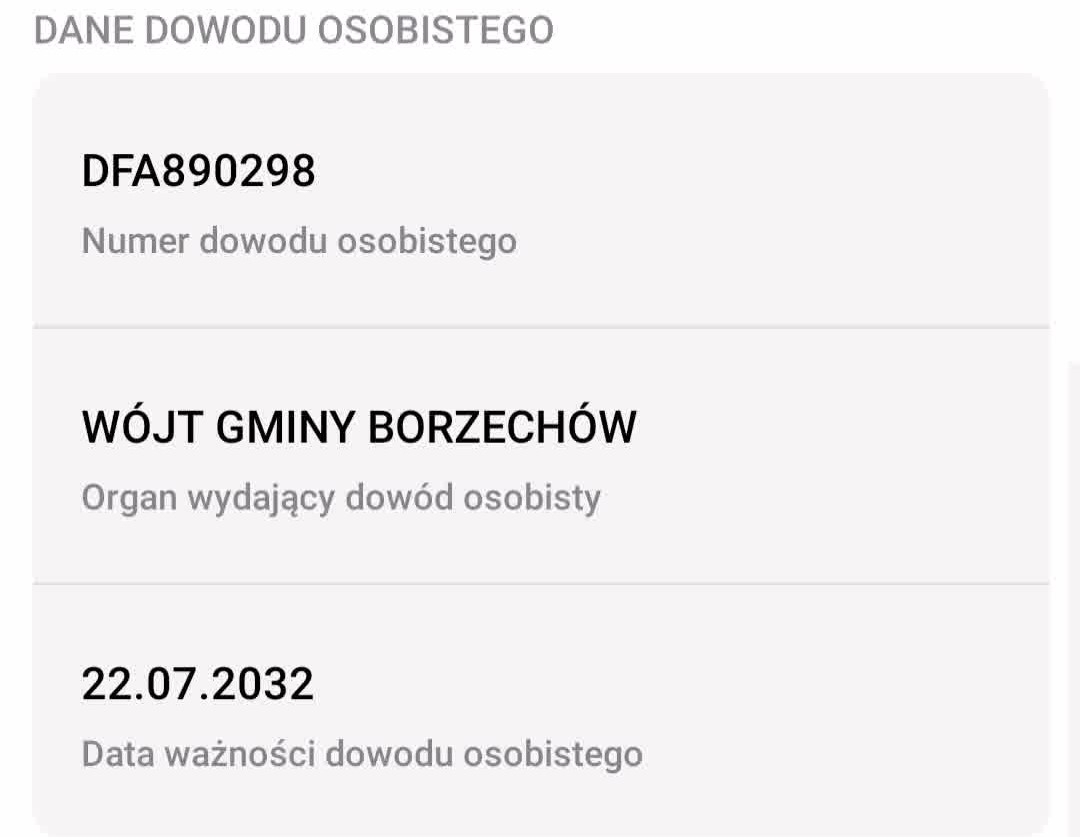 DANE DOWODU OSOBISTEGO
DFA890298
Numer dowodu osobistego
WÓJT GMINY BORZECHÓW
Organ wydający dowód osobisty
22.07.2032
Data ważności dowodu osobistego